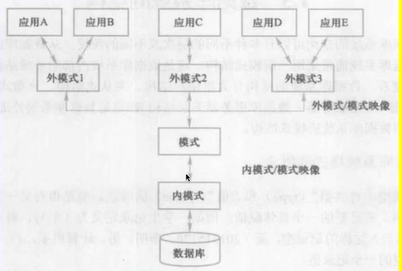 应用A 应用B 应用C 应用D 应用E
外模式1 外模式2 外模式3
外模式/模式映像
模式
内模式/模式映像
内模式
数据库